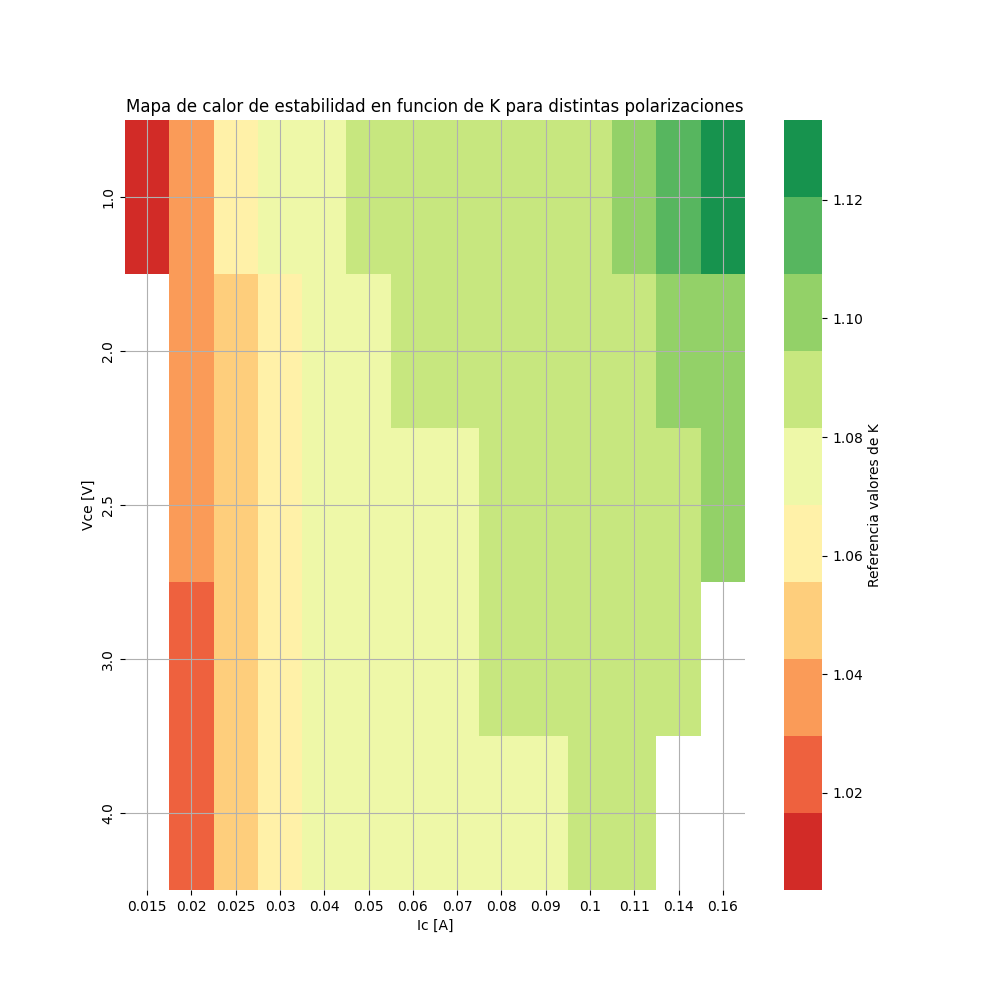 Mapa de calor de estabilidad en funcion de K para distintas polarizaciones
1.0
2.0
2.5
3.0
4.0
Vce [V]
0.015 0.02 0.025 0.03 0.04 0.05 0.06 0.07 0.08 0.09 0.1 0.11 0.14 0.16
Ic [A]
1.12
1.10
1.08
1.06
1.04
1.02
Referencia valores de K